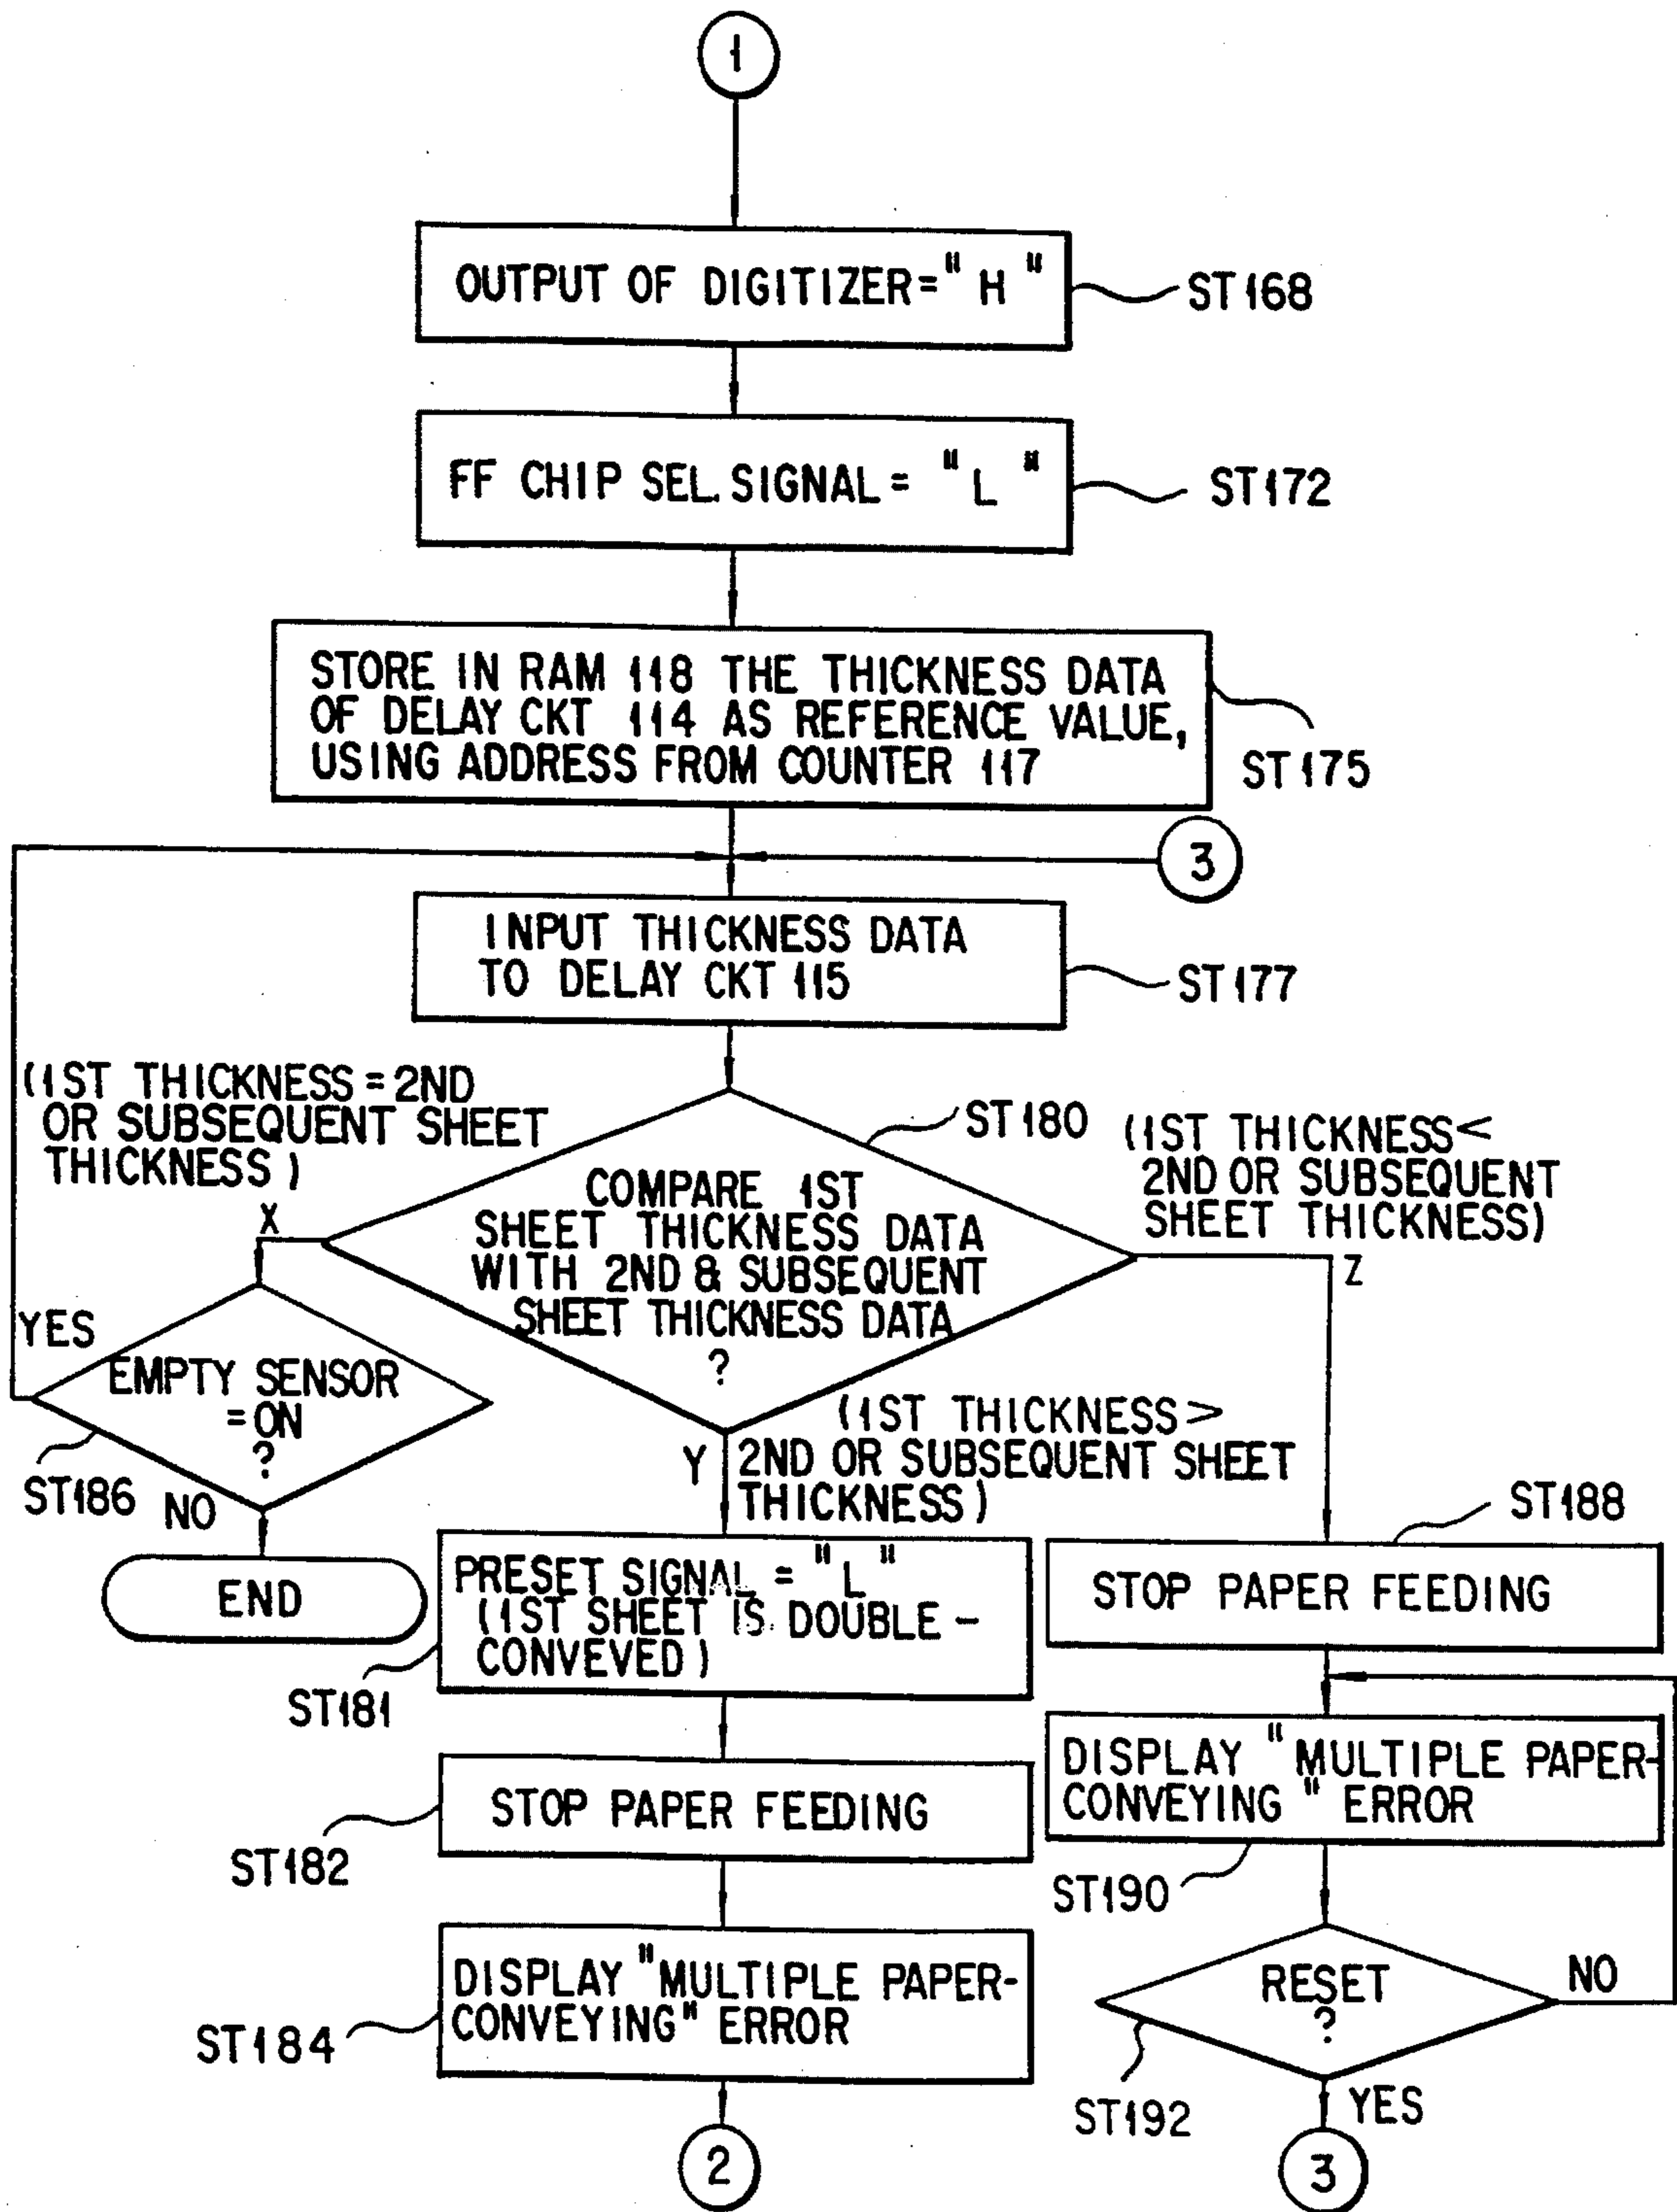 1
OUTPUT OF DIGITIZER = "H"
ST168
FF CHIP SEL. SIGNAL = "L"
ST172
STORE IN RAM 118 THE THICKNESS DATA
OF DELAY CKT 114 AS REFERENCE VALUE,
USING ADDRESS FROM COUNTER 117
ST175
3
INPUT THICKNESS DATA
TO DELAY CKT 115
ST177
(1ST THICKNESS = 2ND
OR SUBSEQUENT SHEET
THICKNESS)
X
ST180
COMPARE 1ST
SHEET THICKNESS DATA
WITH 2ND & SUBSEQUENT
SHEET THICKNESS DATA
?
(1ST THICKNESS <
2ND OR SUBSEQUENT
SHEET THICKNESS)
Z
YES
EMPTY SENSOR
= ON
?
ST186
NO
END
Y
(1ST THICKNESS >
2ND OR SUBSEQUENT SHEET
THICKNESS)
PRESET SIGNAL = "L"
(1ST SHEET IS DOUBLE -
CONVEVED)
ST181
ST188
STOP PAPER FEEDING
STOP PAPER FEEDING
ST182
DISPLAY "MULTIPLE PAPER-
CONVEYING" ERROR
ST190
DISPLAY "MULTIPLE PAPER-
CONVEYING" ERROR
ST184
RESET
?
NO
ST192
YES
2
3